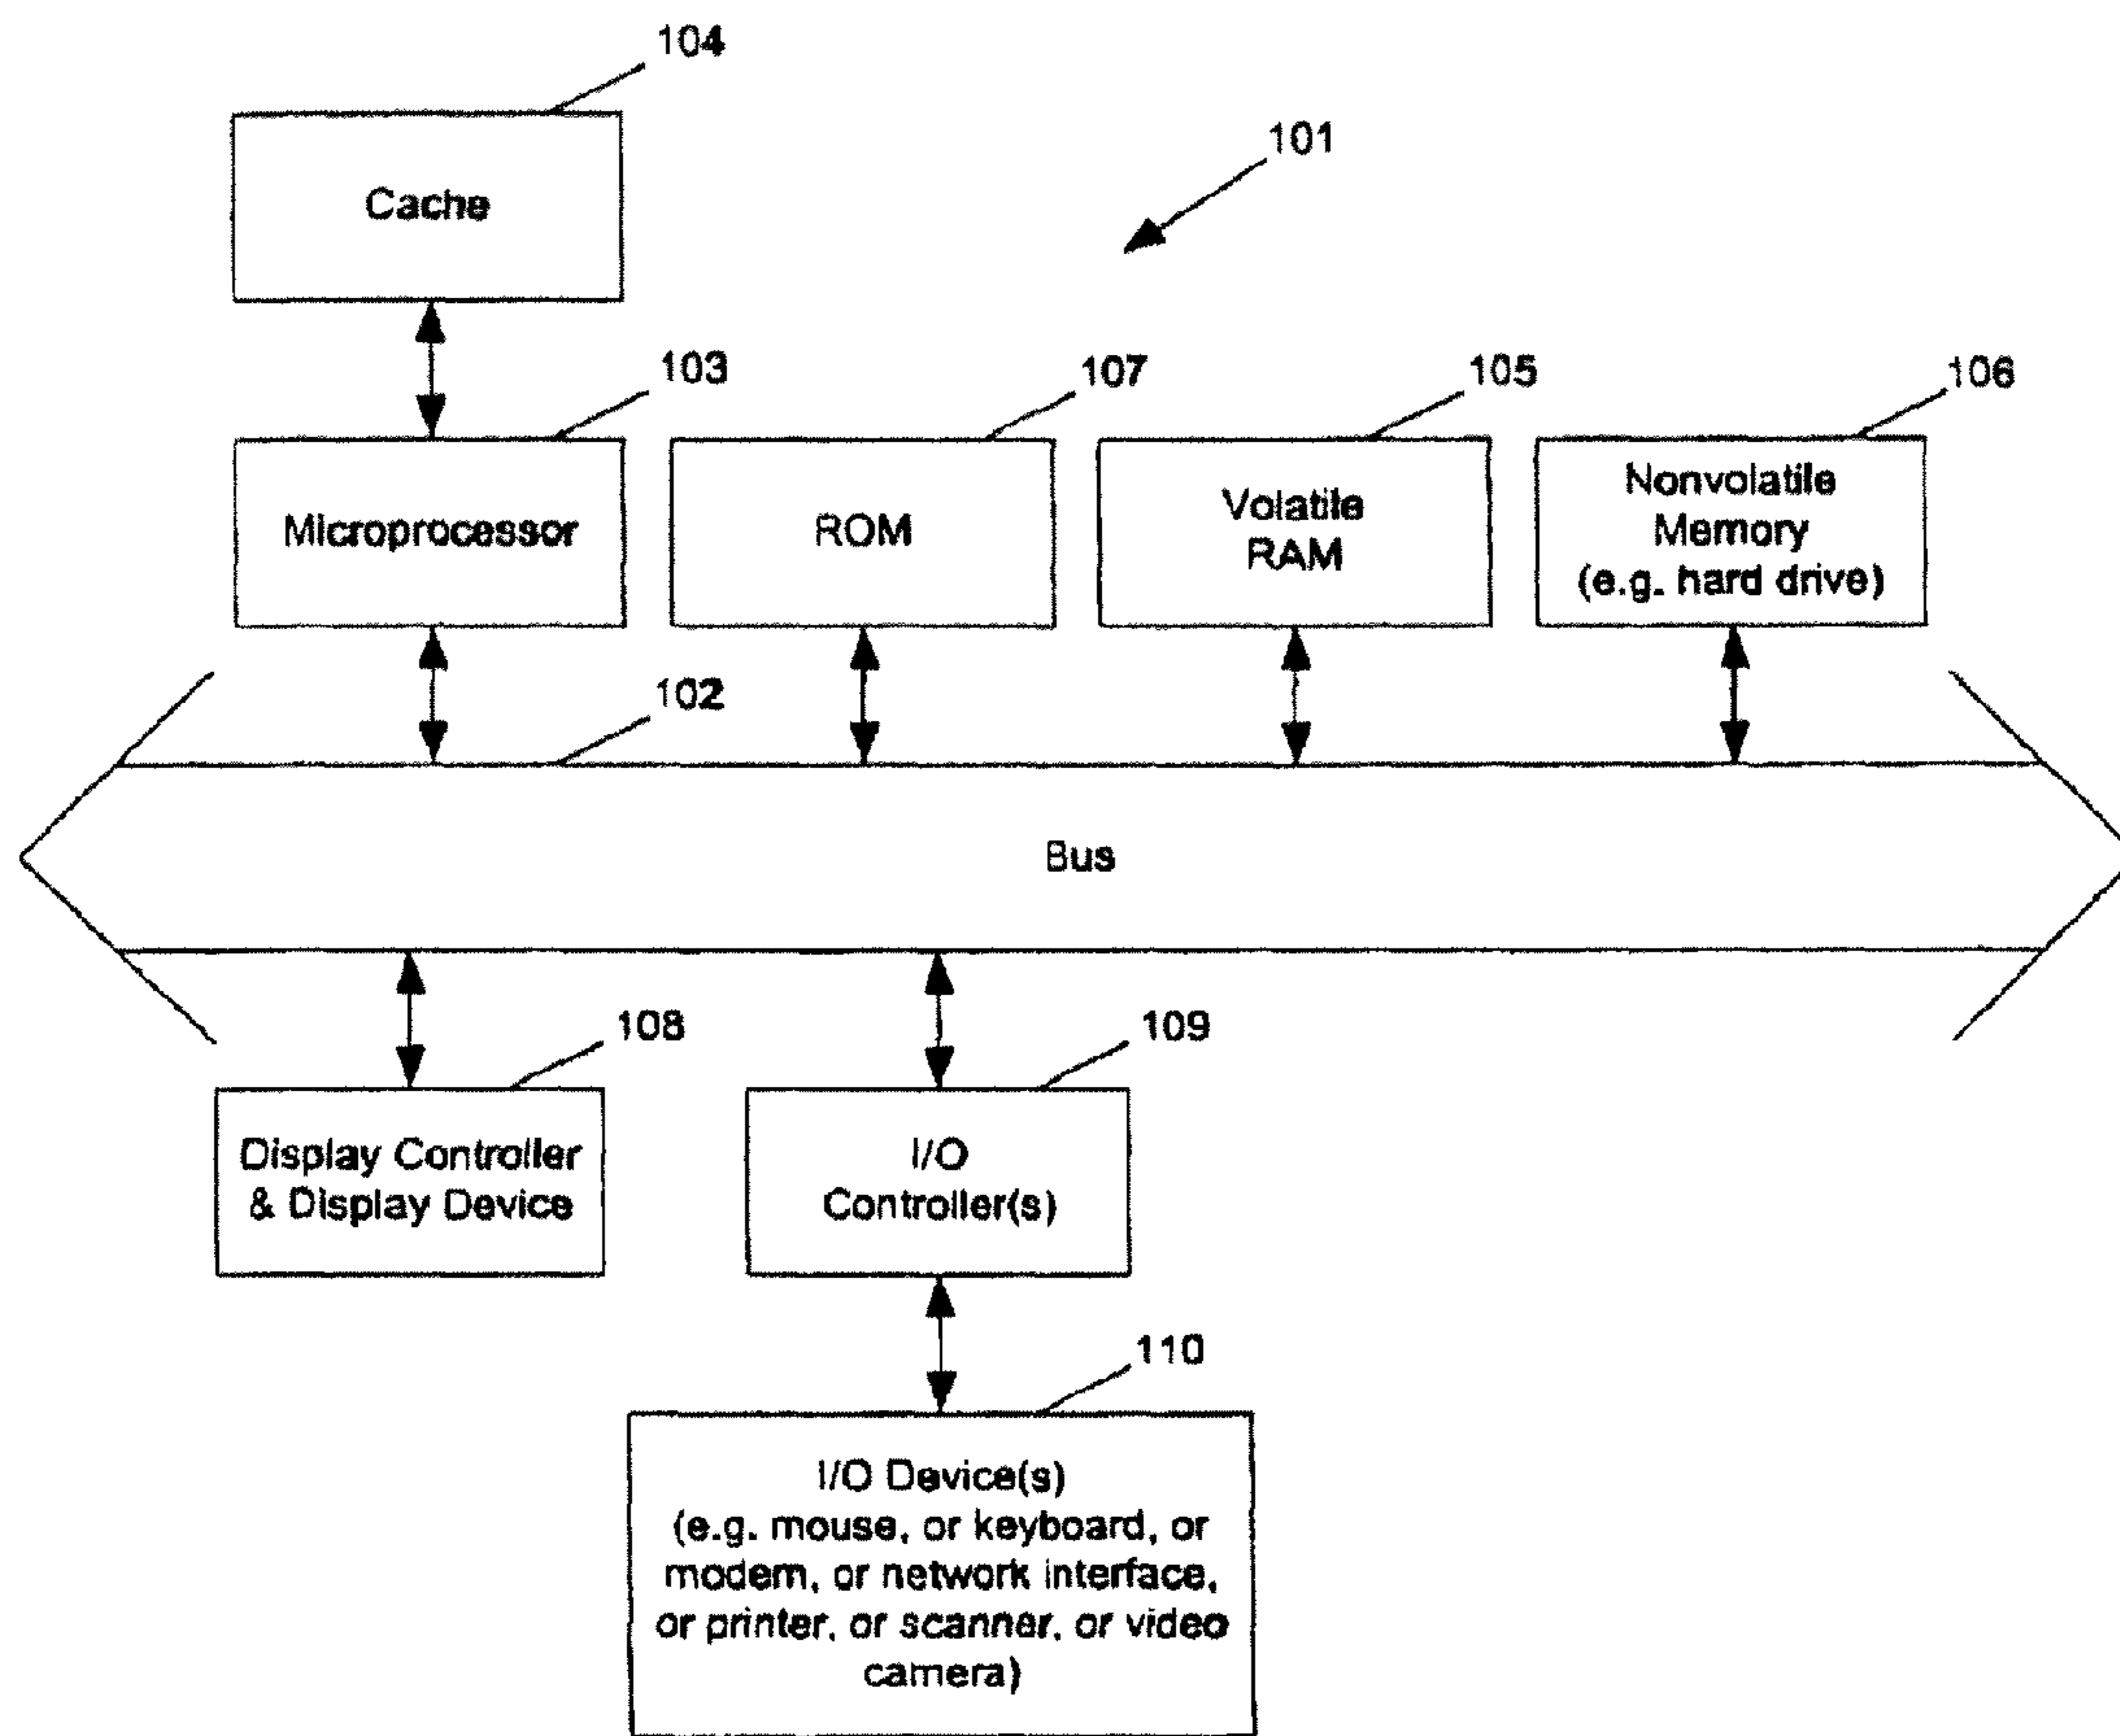 104
101
Cache
103
107
105
106
Microprocessor
ROM
Volatile
RAM
Nonvolatile
Memory
(e.g. hard drive)
102
Bus
108
109
Display Controller
& Display Device
I/O
Controller(s)
110
I/O Device(s)
(e.g. mouse, or keyboard, or
modem, or network interface,
or printer, or scanner, or video
camera)